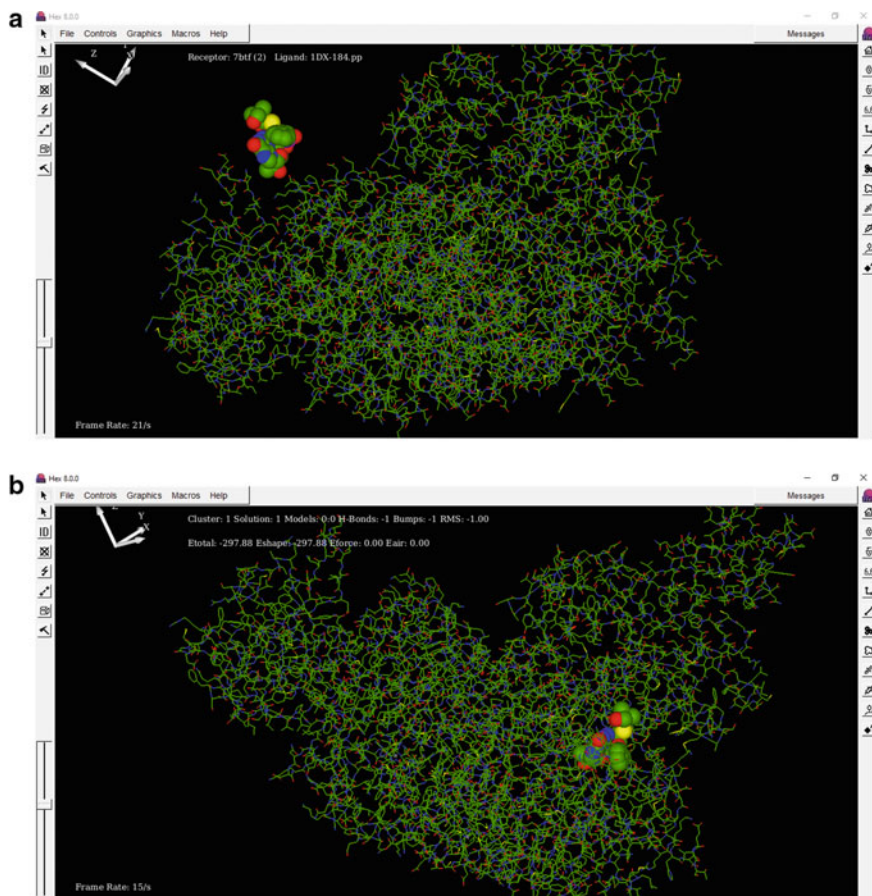 a
Hex 8.0.0
File Controls Graphics Macros Help Messages
Z
Receptor: 7btf (2) Ligand: 1DX-184.pp
Frame Rate: 21/s
b
Hex 8.0.0
File Controls Graphics Macros Help Messages
Z Y X
Cluster: 1 Solution: 1 Models: 0:0 H-Bonds: -1 Bumps: -1 RMS: -1.00
Etotal: -297.88 Eshape: -297.88 Eforce: 0.00 Eair: 0.00
Frame Rate: 15/s